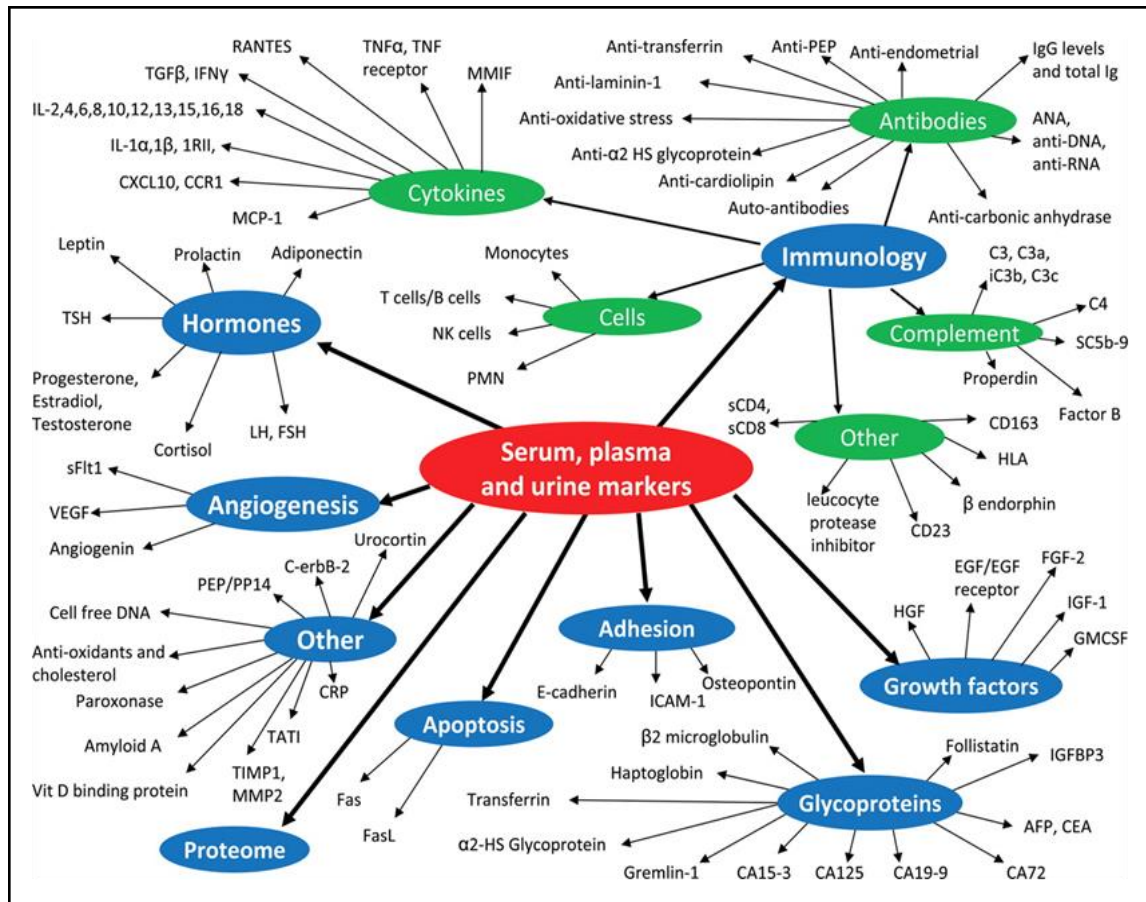 RANTES
TNFα, TNF
receptor
MMIF
TGFβ, IFNγ
IL-2,4,6,8,10,12,13,15,16,18
IL-1α,1β, 1RII,
CXCL10, CCR1
MCP-1
Cytokines
Anti-transferrin
Anti-PEP
Anti-endometrial
IgG levels
and total Ig
Anti-laminin-1
Anti-oxidative stress
Antibodies
ANA,
anti-DNA,
anti-RNA
Anti-α2 HS glycoprotein
Anti-cardiolipin
Auto-antibodies
Anti-carbonic anhydrase
Leptin
Prolactin
Adiponectin
Hormones
TSH
Progesterone,
Estradiol,
Testosterone
Cortisol
LH, FSH
Monocytes
T cells/B cells
NK cells
PMN
Cells
Immunology
C3, C3a,
iC3b, C3c
C4
Complement
SC5b-9
Properdin
Factor B
sCD4,
sCD8
Other
CD163
HLA
β endorphin
leucocyte
protease
inhibitor
CD23
Serum, plasma
and urine markers
sFlt1
Angiogenesis
VEGF
Angiogenin
Urocortin
C-erbB-2
PEP/PP14
Cell free DNA
Other
Anti-oxidants and
cholesterol
Paroxonase
CRP
Amyloid A
TATI
Vit D binding protein
TIMP1,
MMP2
Proteome
Apoptosis
Fas
FasL
Adhesion
E-cadherin
ICAM-1
Osteopontin
EGF/EGF
receptor
FGF-2
HGF
IGF-1
GMCSF
Growth factors
β2 microglobulin
Follistatin
IGFBP3
Haptoglobin
Transferrin
Glycoproteins
α2-HS Glycoprotein
AFP, CEA
Gremlin-1
CA15-3
CA125
CA19-9
CA72